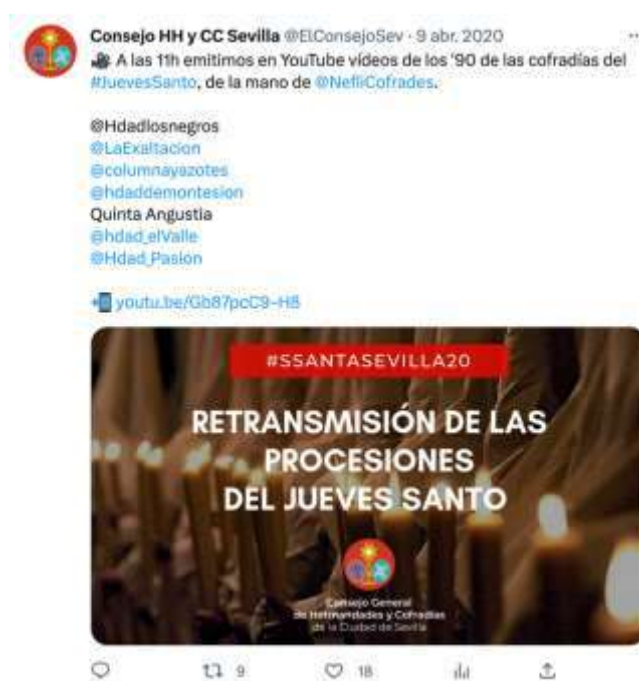 Consejo HH y CC Sevilla @ElConsejoSev · 9 abr. 2020
A las 11h emitimos en YouTube vídeos de los '90 de las cofradías del
#JuevesSanto, de la mano de @NefliCofrades.
@Hdadlosnegros
@LaExaltacion
@columnayazotes
@hdaddemontesion
Quinta Angustia
@hdad_elValle
@Hdad_Pasion
youtu.be/Gb87pcC9-H8
#SSANTASEVILLA20
RETRANSMISIÓN DE LAS
PROCESIONES
DEL JUEVES SANTO
Consejo General
de Hermandades y Cofradías
de la Ciudad de Sevilla
9 18